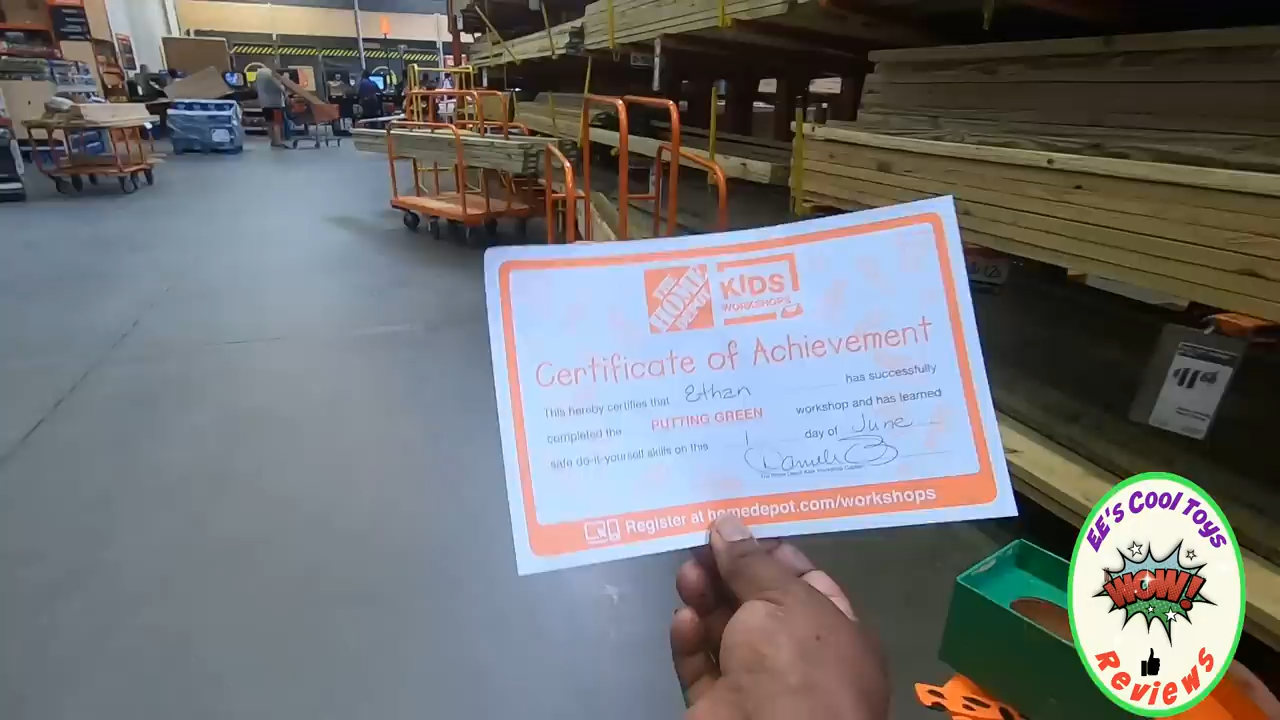 THE HOME DEPOT
KIDS
WORKSHOPS
Certificate of Achievement
This hereby certifies that Ethan has successfully
completed the PUTTING GREEN workshop and has learned
safe do-it-yourself skills on this 1 day of June
Register at homedepot.com/workshops
EE'S COOL TOYS
WOW!
Reviews